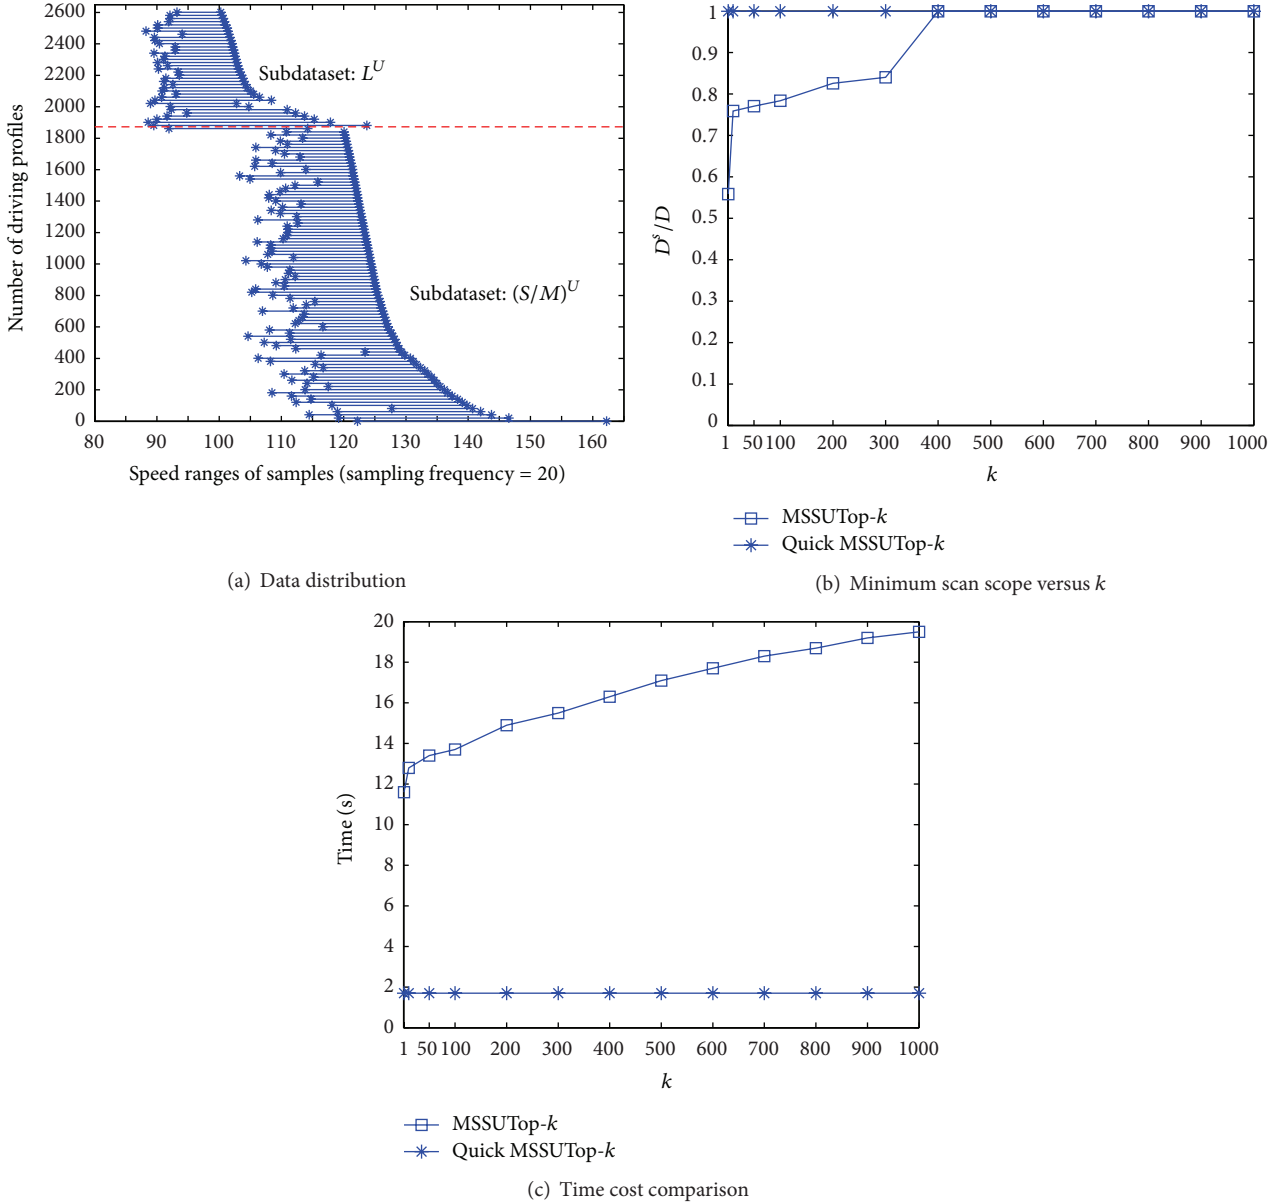 2600
2400
2200
2000
1800
1600
1400
1200
1000
800
600
400
200
0
Number of driving profiles
Subdataset: L^U
Subdataset: (S/M)^U
80 90 100 110 120 130 140 150 160
Speed ranges of samples (sampling frequency = 20)
(a) Data distribution
1
0.9
0.8
0.7
0.6
0.5
0.4
0.3
0.2
0.1
0
D^s/D
1 50 100 200 300 400 500 600 700 800 900 1000
k
MSSUTop-k
Quick MSSUTop-k
(b) Minimum scan scope versus k
20
18
16
14
12
10
8
6
4
2
0
Time (s)
1 50 100 200 300 400 500 600 700 800 900 1000
k
MSSUTop-k
Quick MSSUTop-k
(c) Time cost comparison